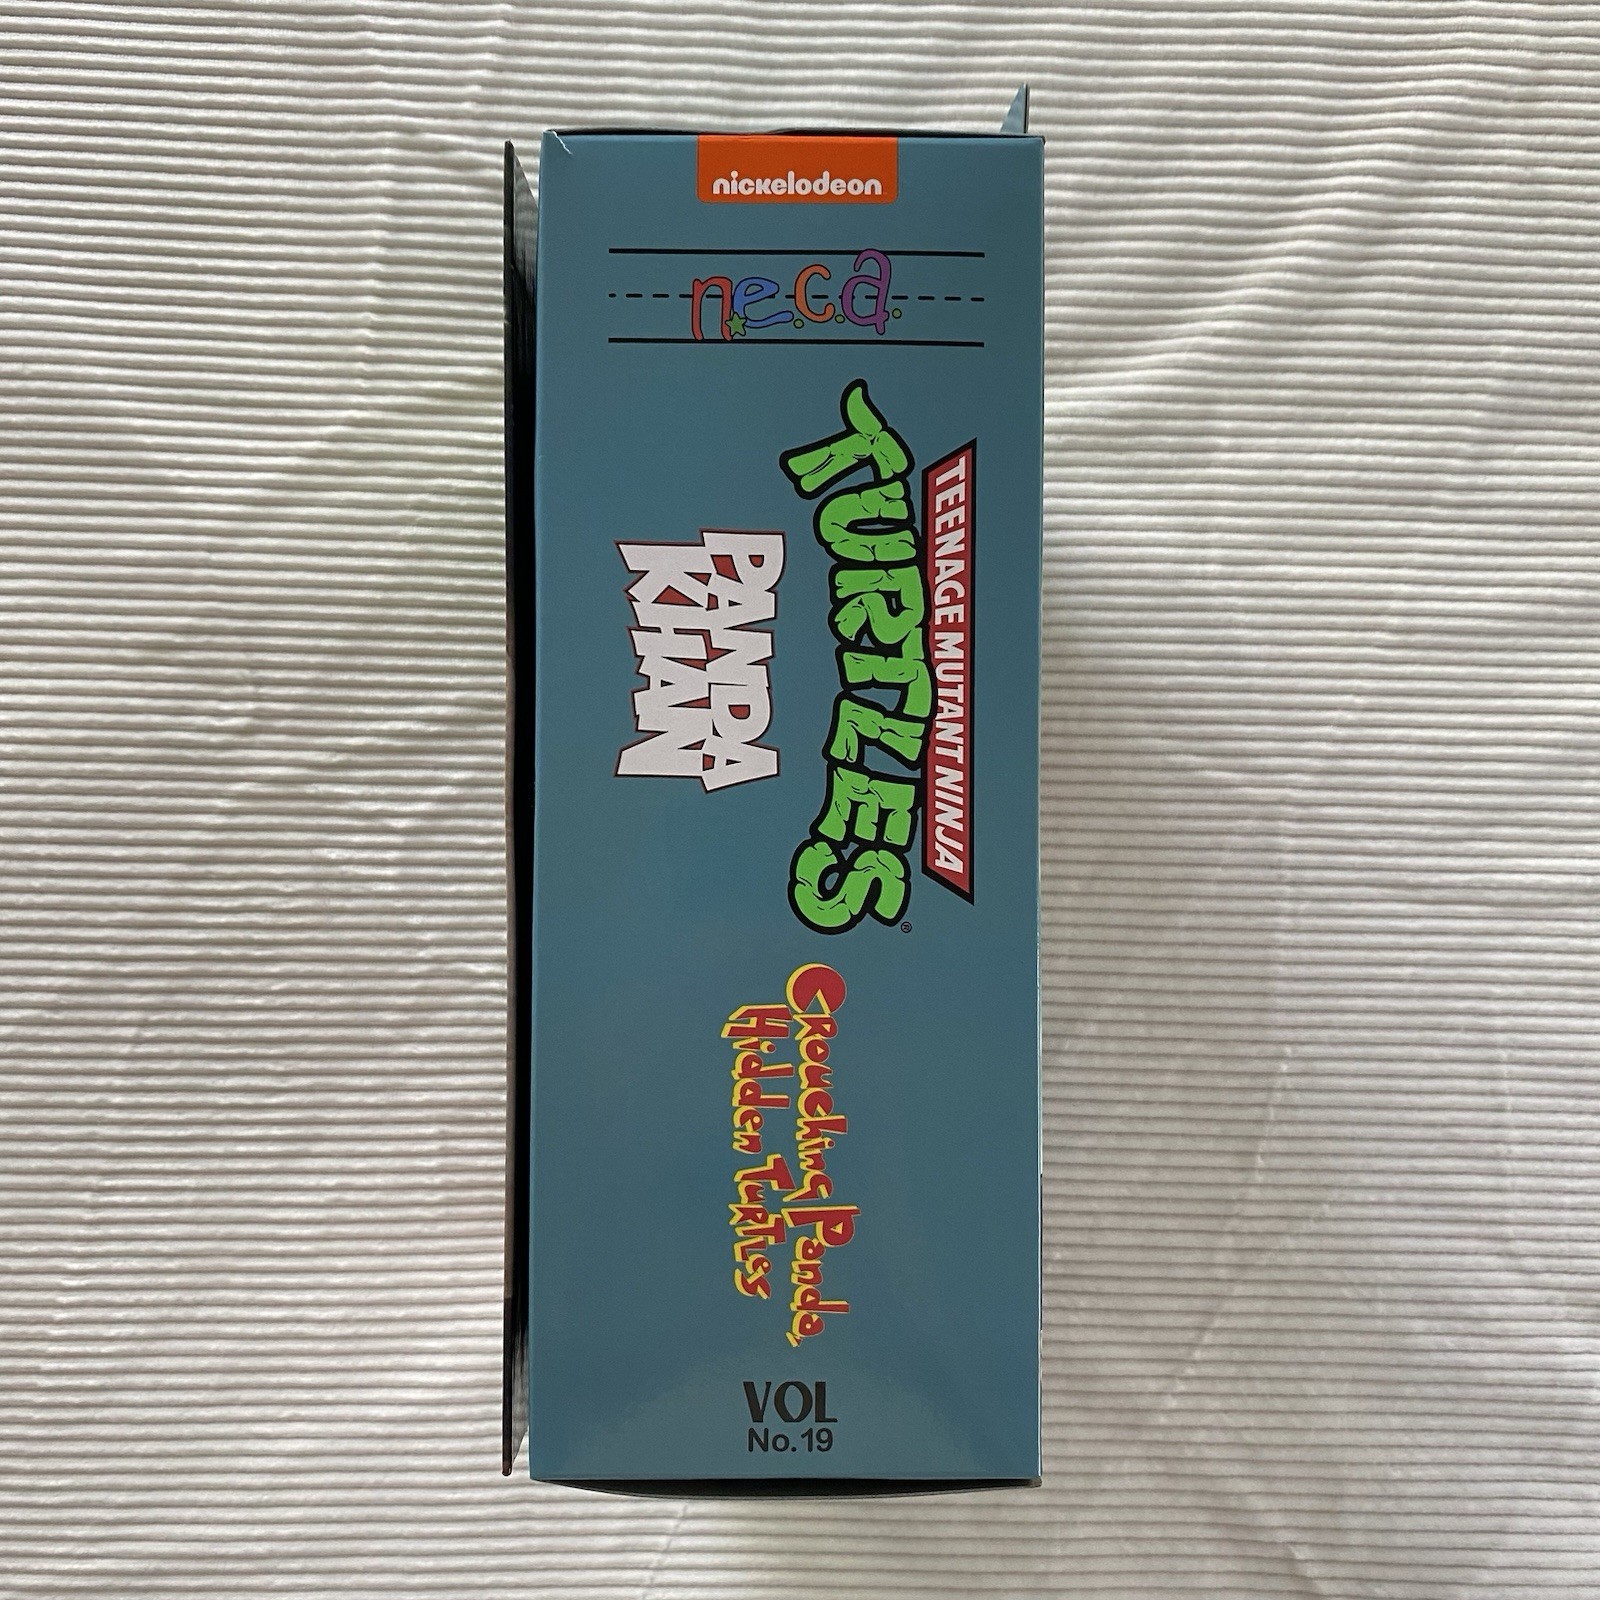 nickelodeon
n.e.c.a.
TEENAGE MUTANT NINJA
TURTLES®
PANDA
KHAN
Crouching Panda,
Hidden Turtles
VOL
No. 19